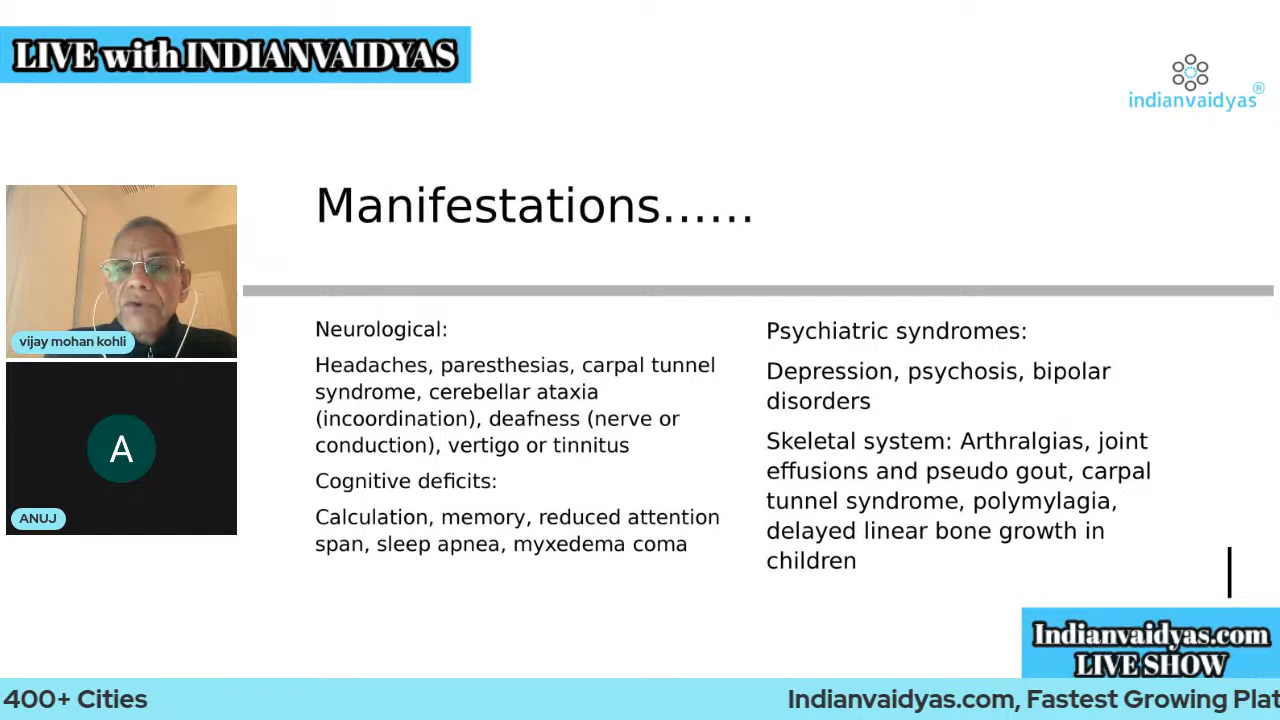 LIVE with INDIANVAIDYAS
indianvaidyas®
Manifestations......
vijay mohan kohli
A
ANUJ
Neurological:
Headaches, paresthesias, carpal tunnel
syndrome, cerebellar ataxia
(incoordination), deafness (nerve or
conduction), vertigo or tinnitus
Cognitive deficits:
Calculation, memory, reduced attention
span, sleep apnea, myxedema coma
Psychiatric syndromes:
Depression, psychosis, bipolar
disorders
Skeletal system: Arthralgias, joint
effusions and pseudo gout, carpal
tunnel syndrome, polymylagia,
delayed linear bone growth in
children
Indianvaidyas.com
LIVE SHOW
400+ Cities
Indianvaidyas.com, Fastest Growing Plat